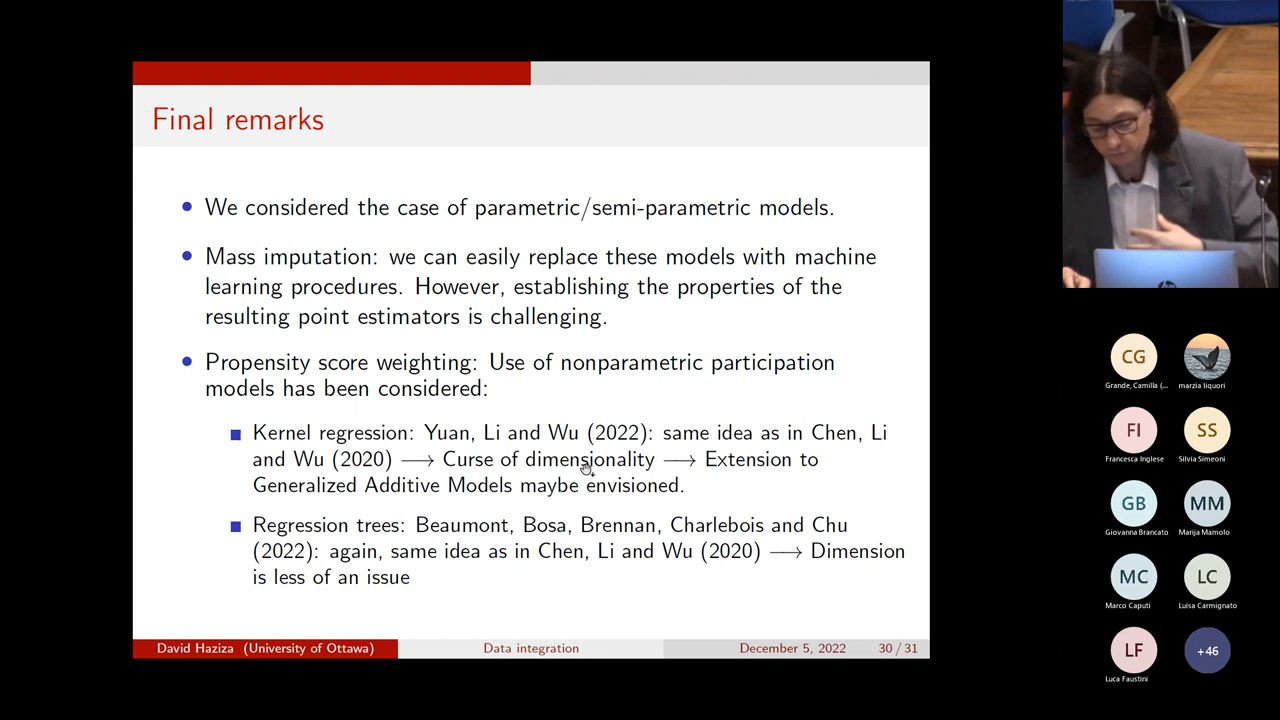 Final remarks
• We considered the case of parametric/semi-parametric models.
• Mass imputation: we can easily replace these models with machine
learning procedures. However, establishing the properties of the
resulting point estimators is challenging.
• Propensity score weighting: Use of nonparametric participation
models has been considered:
■ Kernel regression: Yuan, Li and Wu (2022): same idea as in Chen, Li
and Wu (2020) ⟶ Curse of dimensionality ⟶ Extension to
Generalized Additive Models maybe envisioned.
■ Regression trees: Beaumont, Bosa, Brennan, Charlebois and Chu
(2022): again, same idea as in Chen, Li and Wu (2020) ⟶ Dimension
is less of an issue
David Haziza (University of Ottawa) Data integration December 5, 2022 30 / 31
hp
CG
Grande, Camilla (...
marzia liquori
FI
Francesca Inglese
SS
Silvia Simeoni
GB
Giovanna Brancato
MM
Marija Mamolo
MC
Marco Caputi
LC
Luisa Carmignato
LF
Luca Faustini
+46